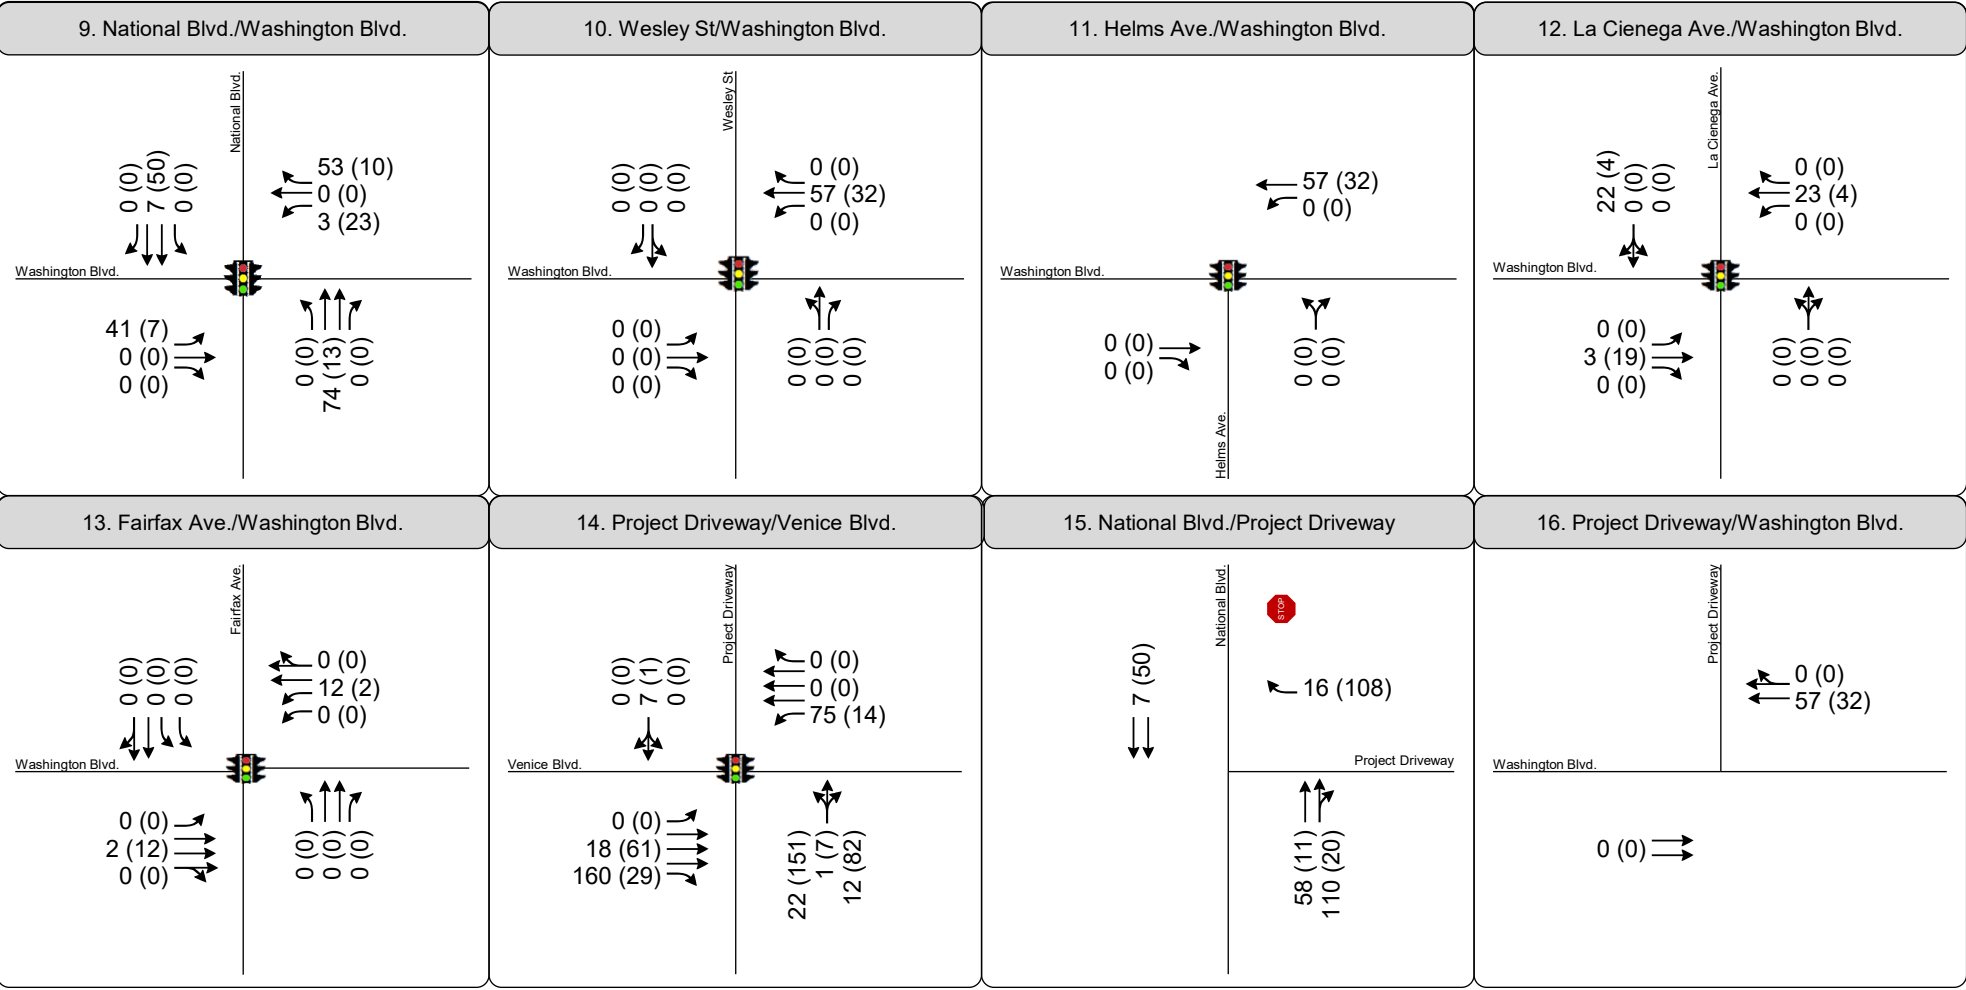 9. National Blvd./Washington Blvd.
National Blvd.
0 (0)
7 (50)
0 (0)
53 (10)
0 (0)
3 (23)
Washington Blvd.
41 (7)
0 (0)
0 (0)
0 (0)
74 (13)
0 (0)
10. Wesley St/Washington Blvd.
Wesley St
0 (0)
0 (0)
0 (0)
0 (0)
57 (32)
0 (0)
Washington Blvd.
0 (0)
0 (0)
0 (0)
0 (0)
0 (0)
0 (0)
11. Helms Ave./Washington Blvd.
57 (32)
0 (0)
Washington Blvd.
0 (0)
0 (0)
0 (0)
0 (0)
Helms Ave.
12. La Cienega Ave./Washington Blvd.
La Cienega Ave.
22 (4)
0 (0)
0 (0)
0 (0)
23 (4)
0 (0)
Washington Blvd.
0 (0)
3 (19)
0 (0)
0 (0)
0 (0)
0 (0)
13. Fairfax Ave./Washington Blvd.
Fairfax Ave.
0 (0)
0 (0)
0 (0)
0 (0)
12 (2)
0 (0)
Washington Blvd.
0 (0)
2 (12)
0 (0)
0 (0)
0 (0)
0 (0)
14. Project Driveway/Venice Blvd.
Project Driveway
0 (0)
7 (1)
0 (0)
0 (0)
0 (0)
75 (14)
Venice Blvd.
0 (0)
18 (61)
160 (29)
22 (151)
1 (7)
12 (82)
15. National Blvd./Project Driveway
National Blvd.
STOP
7 (50)
16 (108)
Project Driveway
58 (11)
110 (20)
16. Project Driveway/Washington Blvd.
Project Driveway
0 (0)
57 (32)
Washington Blvd.
0 (0)